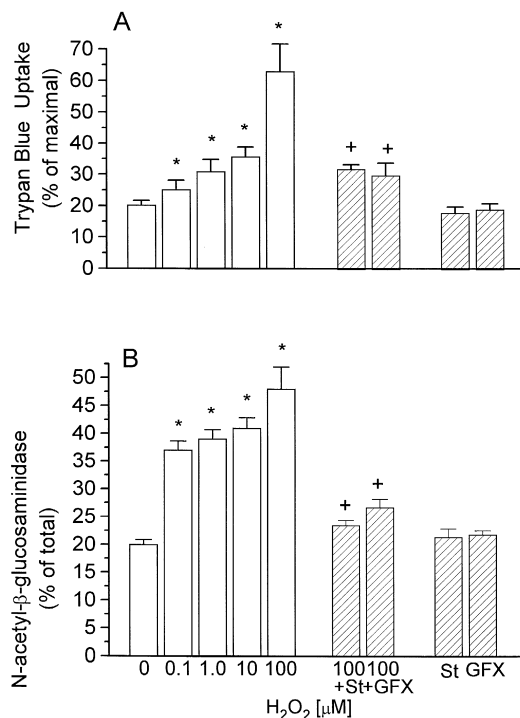 A
Trypan Blue Uptake
(% of maximal)
70
60
50
40
30
20
10
0
* * * * + +
B
N-acetyl-β-glucosaminidase
(% of total)
50
45
40
35
30
25
20
15
10
5
0
* * * * + +
0 0.1 1.0 10 100 100 100 St GFX
+St+GFX
H₂O₂ [μM]